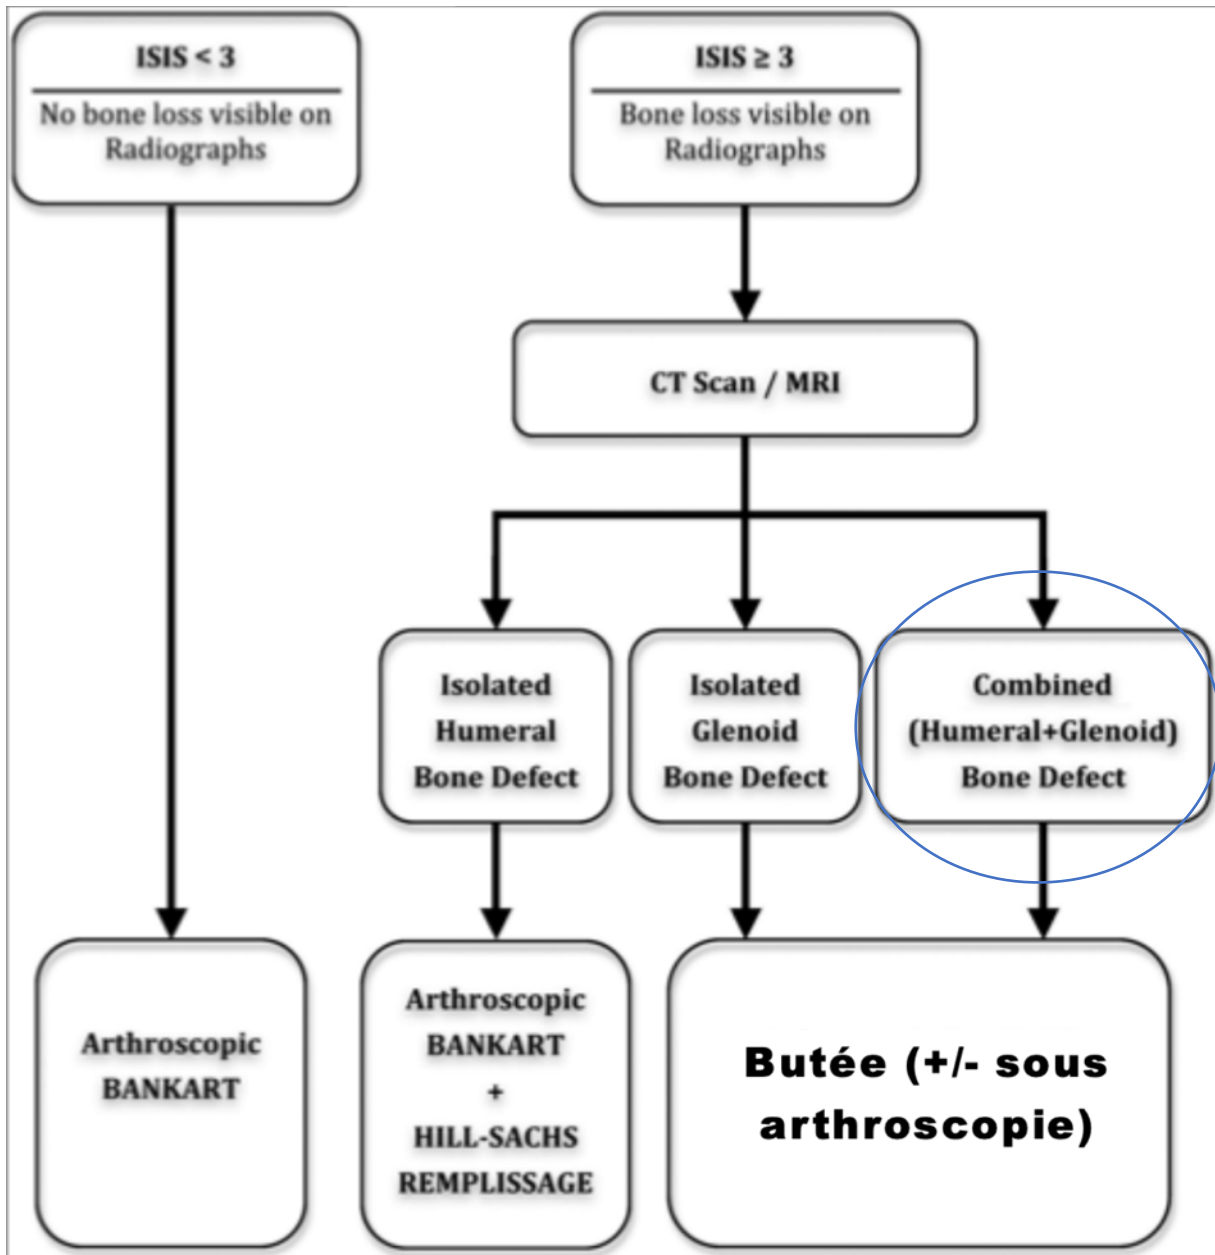 ISIS < 3
No bone loss visible on
Radiographs
ISIS ≥ 3
Bone loss visible on
Radiographs
CT Scan / MRI
Isolated
Humeral
Bone Defect
Isolated
Glenoid
Bone Defect
Combined
(Humeral+Glenoid)
Bone Defect
Arthroscopic
BANKART
Arthroscopic
BANKART
+
HILL-SACHS
REMPLISSAGE
Butée (+/- sous
arthroscopie)